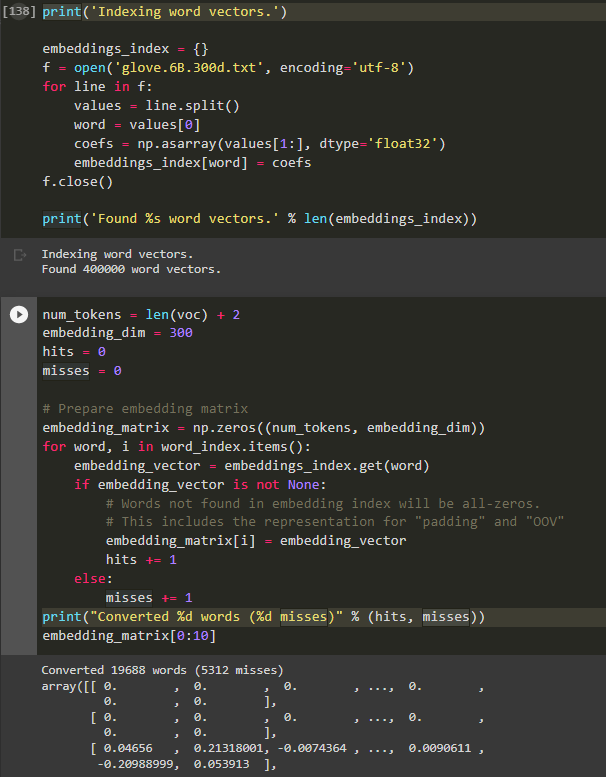 [138] print('Indexing word vectors.')
embeddings_index = {}
f = open('glove.6B.300d.txt', encoding='utf-8')
for line in f:
    values = line.split()
    word = values[0]
    coefs = np.asarray(values[1:], dtype='float32')
    embeddings_index[word] = coefs
f.close()
print('Found %s word vectors.' % len(embeddings_index))
Indexing word vectors.
Found 400000 word vectors.
num_tokens = len(voc) + 2
embedding_dim = 300
hits = 0
misses = 0
# Prepare embedding matrix
embedding_matrix = np.zeros((num_tokens, embedding_dim))
for word, i in word_index.items():
    embedding_vector = embeddings_index.get(word)
    if embedding_vector is not None:
        # Words not found in embedding index will be all-zeros.
        # This includes the representation for "padding" and "OOV"
        embedding_matrix[i] = embedding_vector
        hits += 1
    else:
        misses += 1
print("Converted %d words (%d misses)" % (hits, misses))
embedding_matrix[0:10]
Converted 19688 words (5312 misses)
array([[ 0.        , 0.        , 0.        , ..., 0.        ,
         0.        , 0.        ],
       [ 0.        , 0.        , 0.        , ..., 0.        ,
         0.        , 0.        ],
       [ 0.04656   , 0.21318001, -0.0074364 , ..., 0.0090611 ,
        -0.20988999, 0.053913  ],